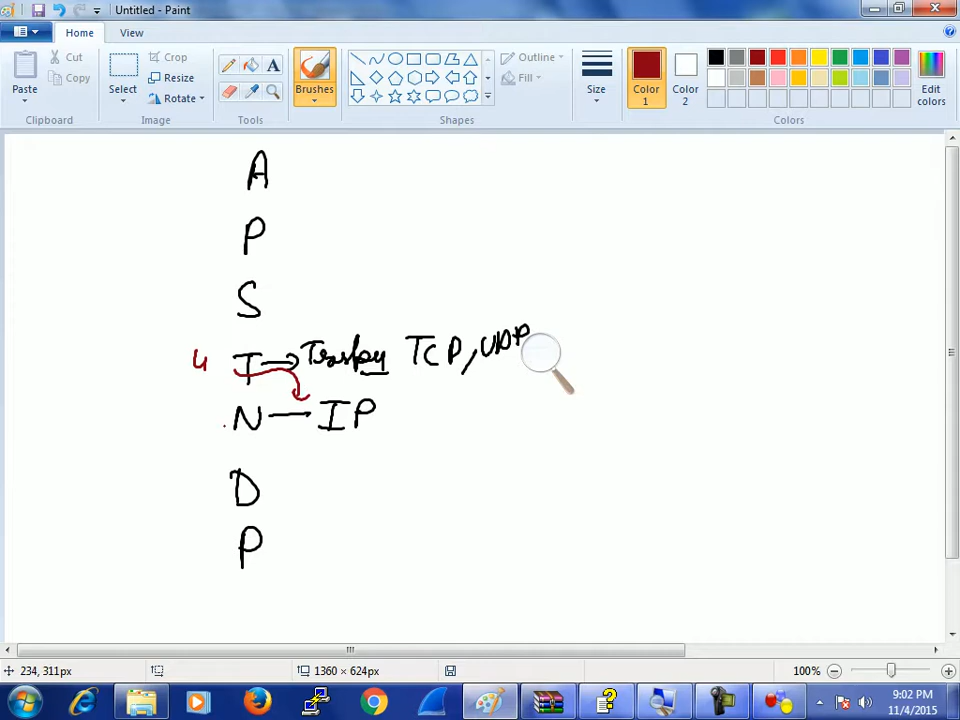 Untitled - Paint
Home View
Paste
Cut
Copy
Clipboard
Select
Crop
Resize
Rotate
Image
Tools
Brushes
Shapes
Outline
Fill
Size
Color 1
Color 2
Edit colors
Colors
A
P
S
4 T → TCP, UDP
N → IP
D
P
234, 311px
1360 × 624px
100%
9:02 PM
11/4/2015